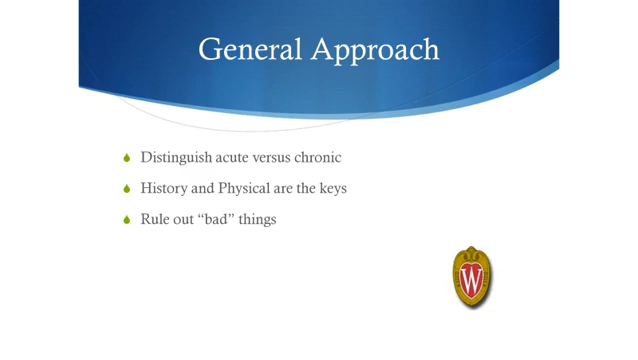 General Approach
Distinguish acute versus chronic
History and Physical are the keys
Rule out “bad” things
W